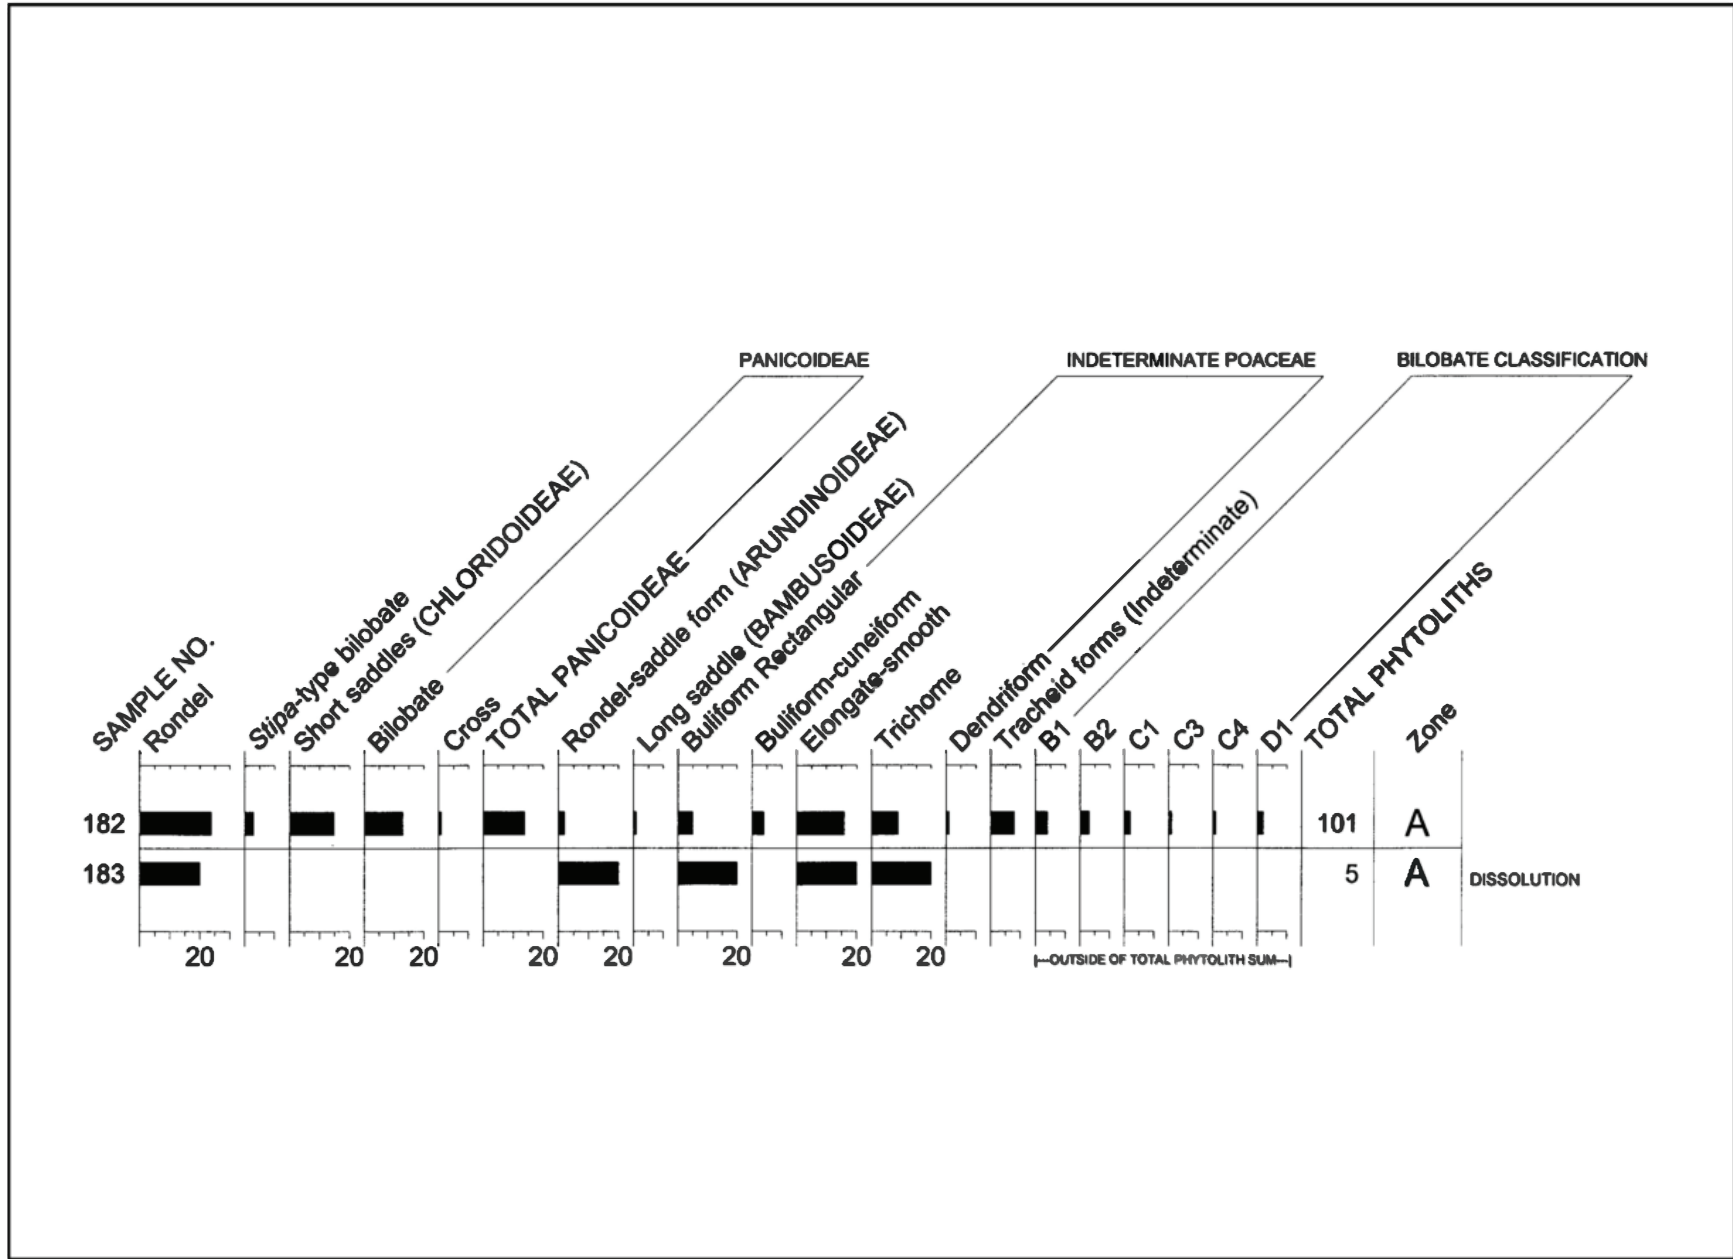 PANICOIDEAE
INDETERMINATE POACEAE
BILOBATE CLASSIFICATION
SAMPLE NO.
Rondel
Stipa-type bilobate
Short saddles (CHLORIDOIDEAE)
Bilobate
Cross
TOTAL PANICOIDEAE
Rondel-saddle form (ARUNDINOIDEAE)
Long saddle (BAMBUSOIDEAE)
Buliform Rectangular
Buliform-cuneiform
Elongate-smooth
Trichome
Dendriform
Tracheid forms (Indeterminate)
B1
B2
C1
C3
C4
D1
TOTAL PHYTOLITHS
Zone
182 101 A
183 5 A DISSOLUTION
20 20 20 20 20 20 20 20
OUTSIDE OF TOTAL PHYTOLITH SUM